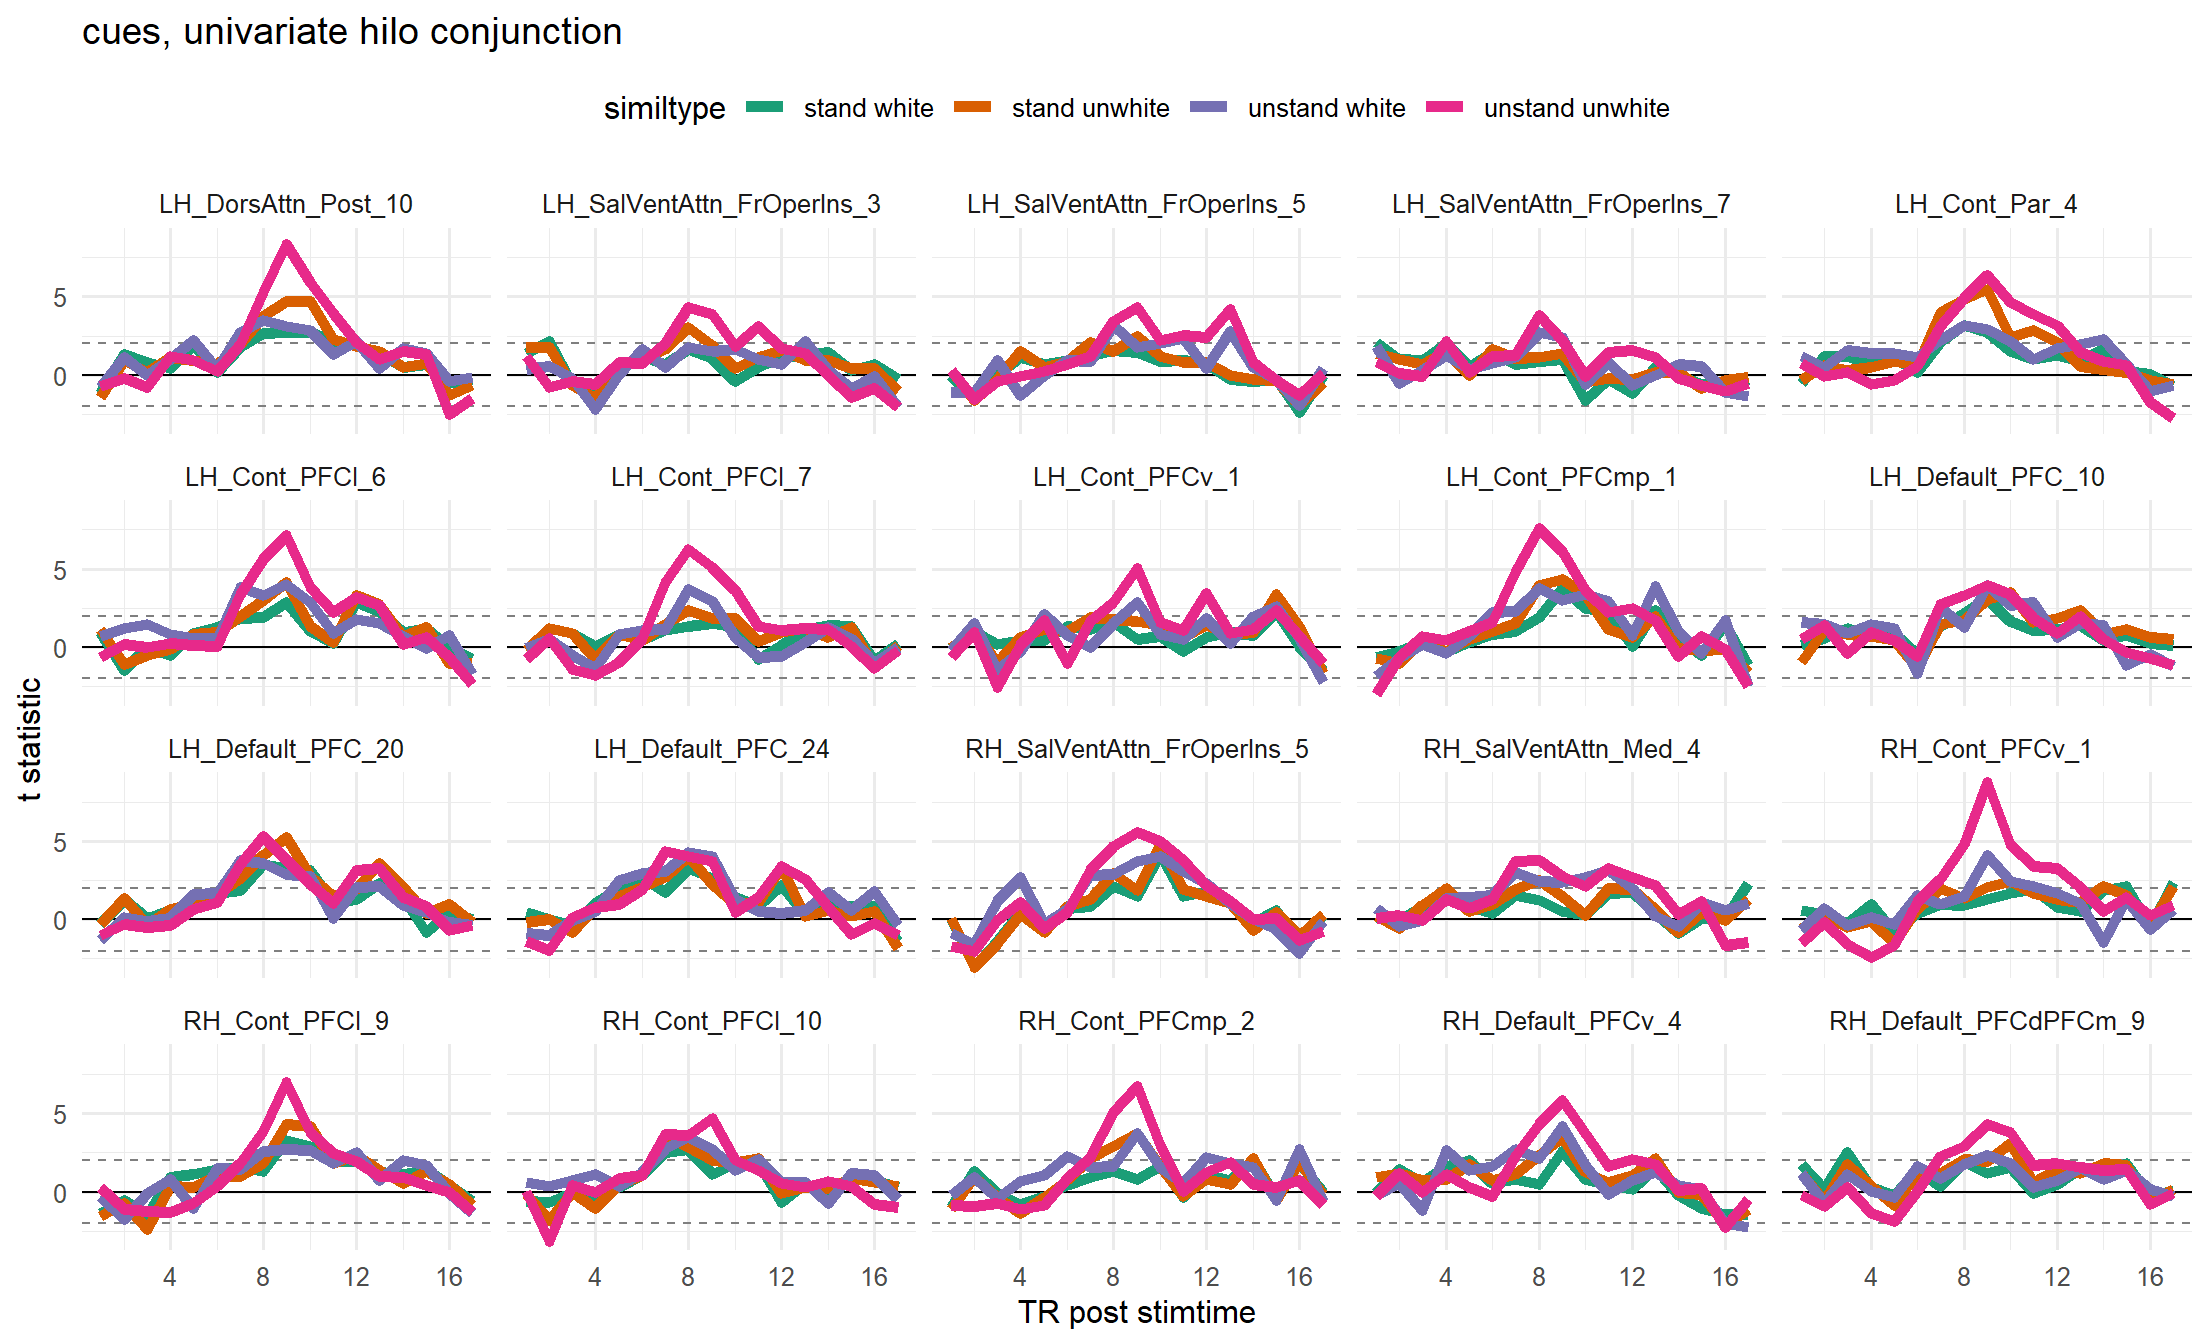 cues, univariate hilo conjunction
similtype stand white stand unwhite unstand white unstand unwhite
LH_DorsAttn_Post_10 LH_SalVentAttn_FrOperIns_3 LH_SalVentAttn_FrOperIns_5 LH_SalVentAttn_FrOperIns_7 LH_Cont_Par_4
5
0
LH_Cont_PFCl_6 LH_Cont_PFCl_7 LH_Cont_PFCv_1 LH_Cont_PFCmp_1 LH_Default_PFC_10
5
0
t statistic
LH_Default_PFC_20 LH_Default_PFC_24 RH_SalVentAttn_FrOperIns_5 RH_SalVentAttn_Med_4 RH_Cont_PFCv_1
5
0
RH_Cont_PFCl_9 RH_Cont_PFCl_10 RH_Cont_PFCmp_2 RH_Default_PFCv_4 RH_Default_PFCdPFCm_9
5
0
4 8 12 16 4 8 12 16 4 8 12 16 4 8 12 16 4 8 12 16
TR post stimtime